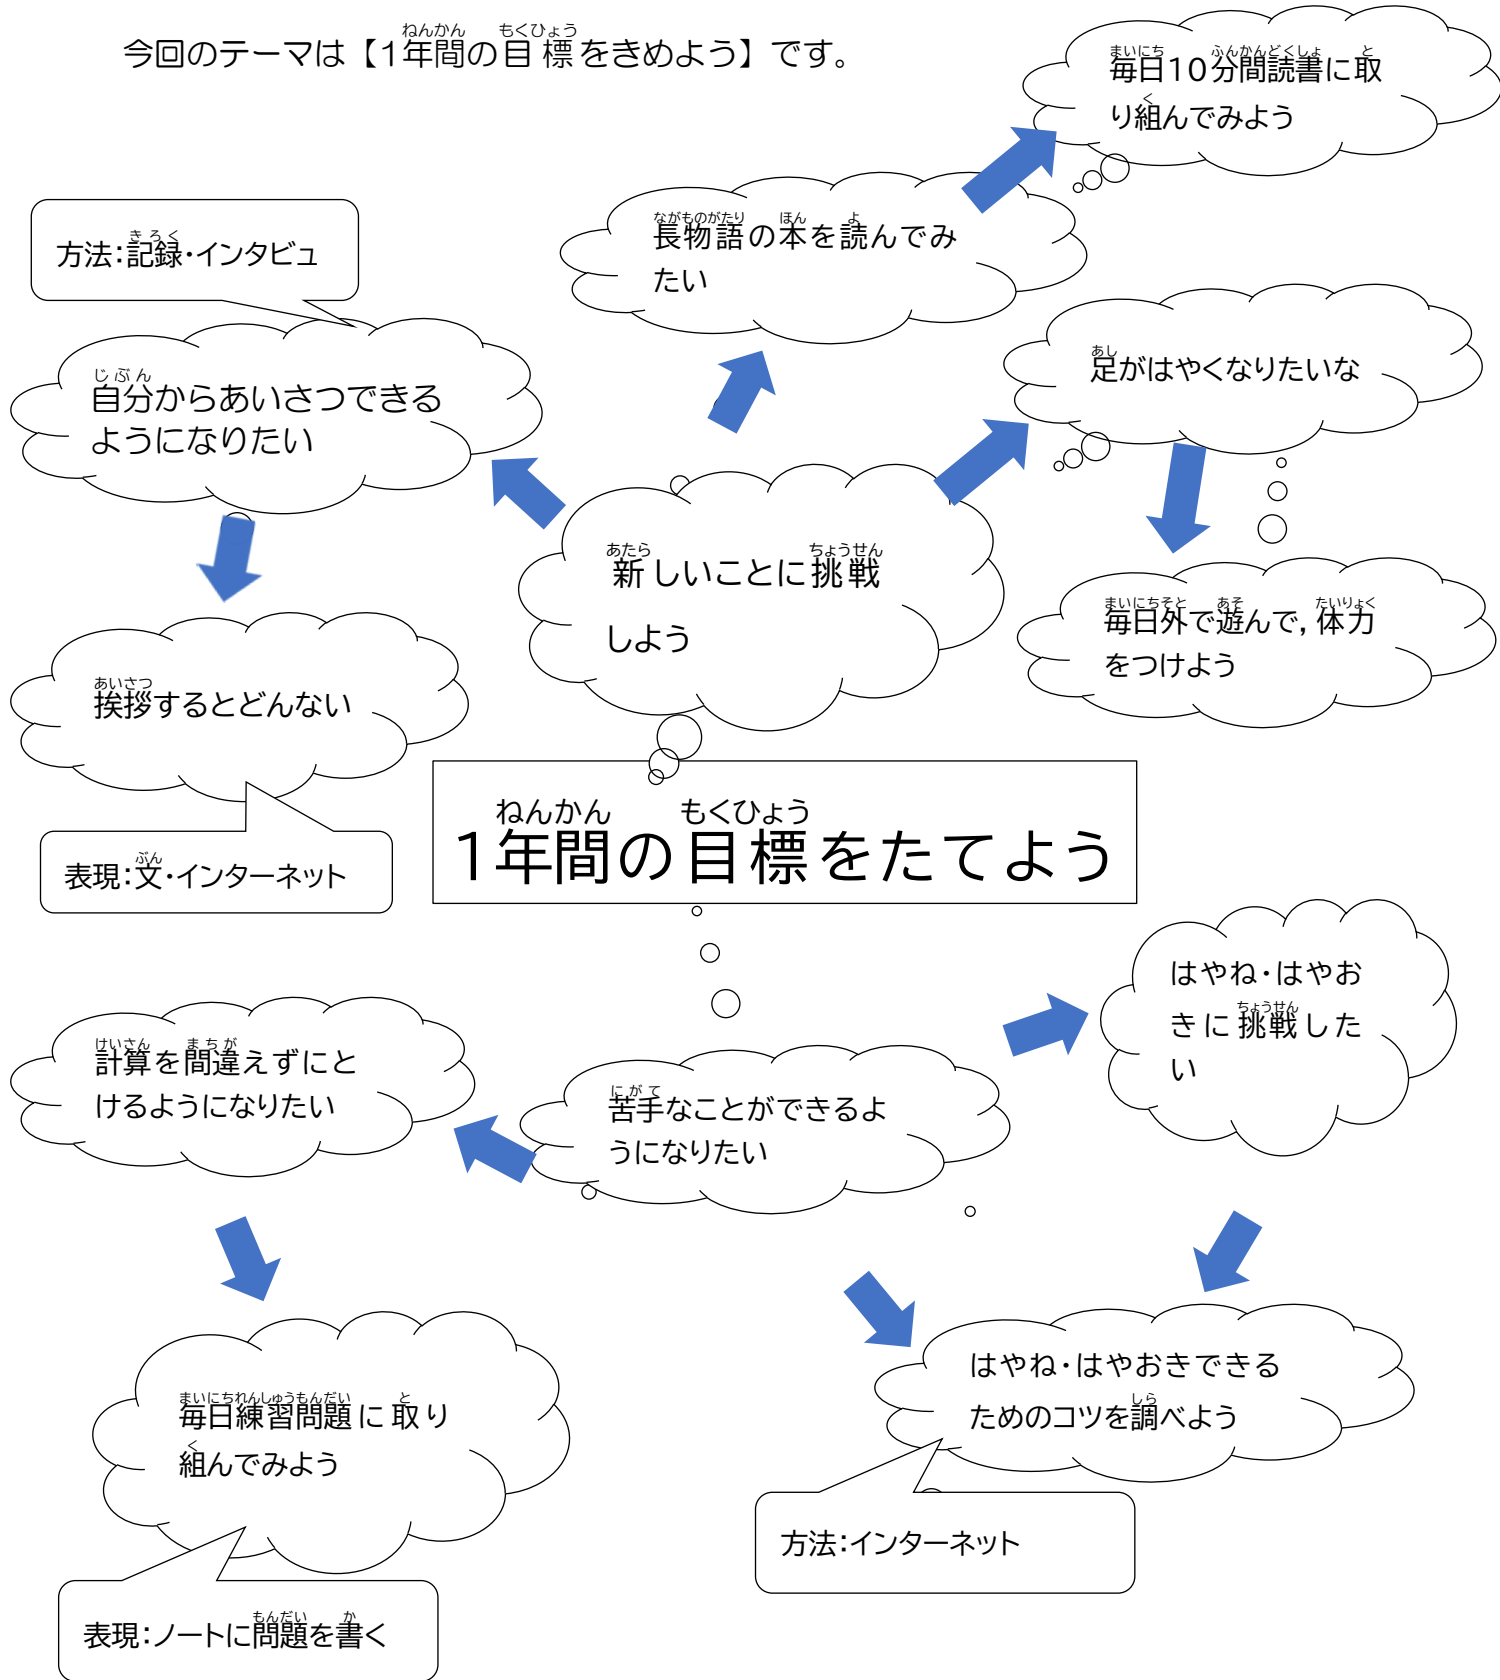 今回のテーマは【1年間の目標をきめよう】です。
毎日10分間読書に取
り組んでみよう
長物語の本を読んでみ
たい
方法：記録・インタビュ
足がはやくなりたいな
自分からあいさつできる
ようになりたい
新しいことに挑戦
しよう
毎日外で遊んで，体力
をつけよう
挨拶するとどんない
表現：文・インターネット
1年間の目標をたてよう
はやね・はやお
きに挑戦した
い
計算を間違えずにと
けるようになりたい
苦手なことができるよ
うになりたい
毎日練習問題に取り
組んでみよう
はやね・はやおきできる
ためのコツを調べよう
方法：インターネット
表現：ノートに問題を書く